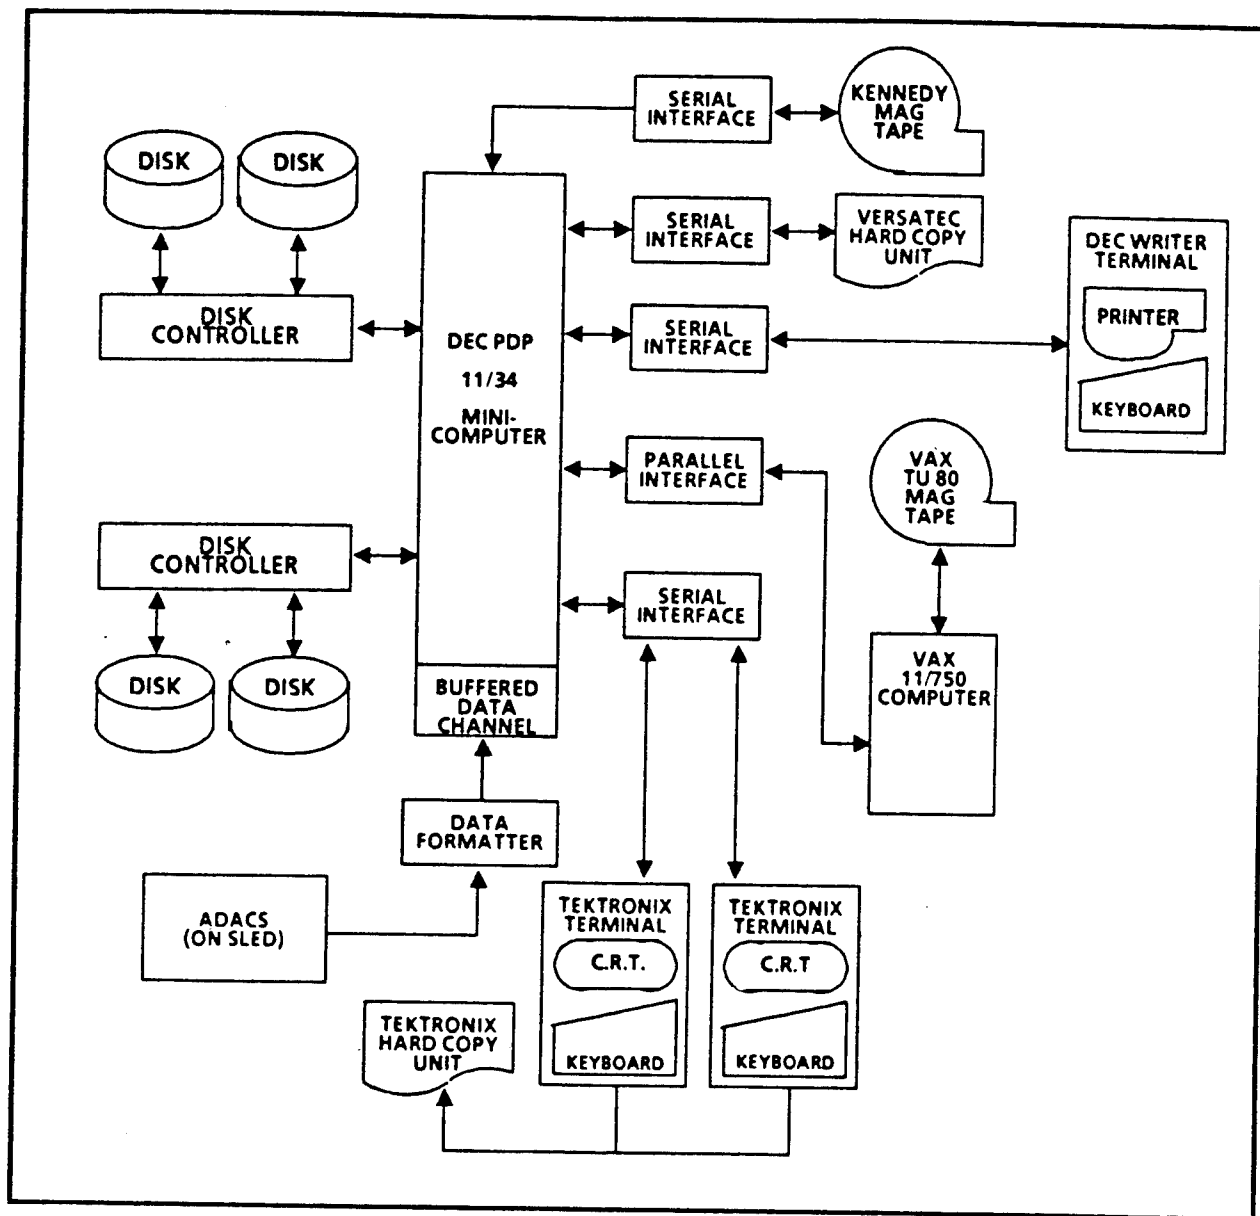 SERIAL
INTERFACE
KENNEDY
MAG
TAPE
DISK
DISK
DISK
CONTROLLER
SERIAL
INTERFACE
VERSATEC
HARD COPY
UNIT
DEC WRITER
TERMINAL
PRINTER
KEYBOARD
DEC PDP
11/34
MINI-
COMPUTER
SERIAL
INTERFACE
PARALLEL
INTERFACE
VAX
TU 80
MAG
TAPE
DISK
CONTROLLER
DISK
DISK
SERIAL
INTERFACE
VAX
11/750
COMPUTER
BUFFERED
DATA
CHANNEL
DATA
FORMATTER
ADACS
(ON SLED)
TEKTRONIX
TERMINAL
C.R.T.
KEYBOARD
TEKTRONIX
TERMINAL
C.R.T
KEYBOARD
TEKTRONIX
HARD COPY
UNIT